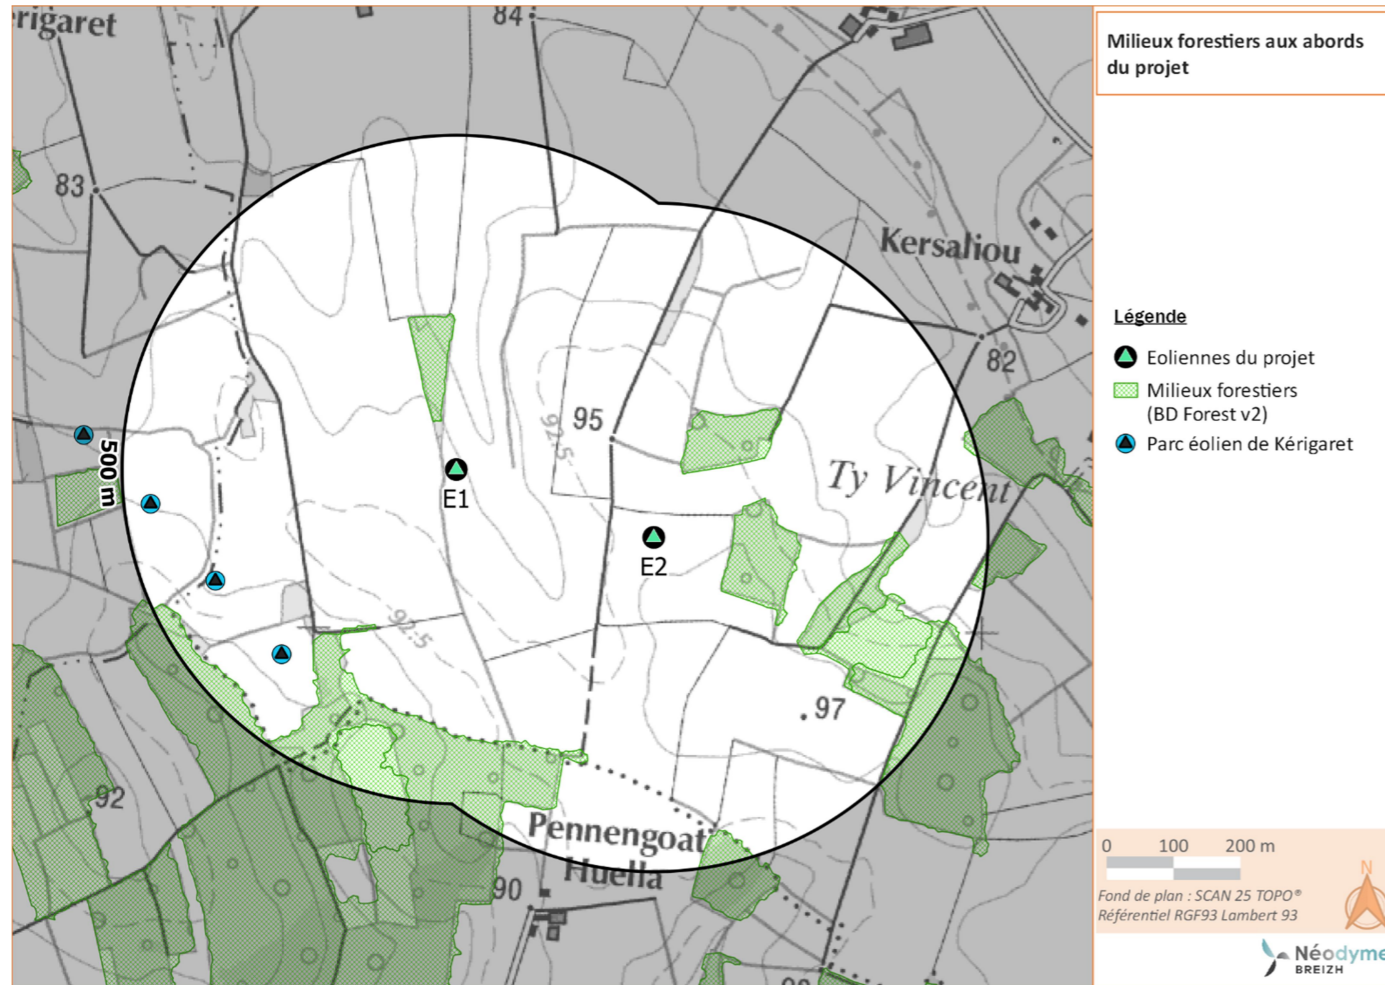 érigaret
84
83
Kersaliou
82
95
92.5
Ty Vincent
500 m
E1
E2
92.5
97
92
Pennengoat
Huella
90
Milieux forestiers aux abords
du projet
Légende
Eoliennes du projet
Milieux forestiers
(BD Forest v2)
Parc éolien de Kérigaret
0 100 200 m
Fond de plan : SCAN 25 TOPO®
Référentiel RGF93 Lambert 93
N
Néodyme
BREIZH